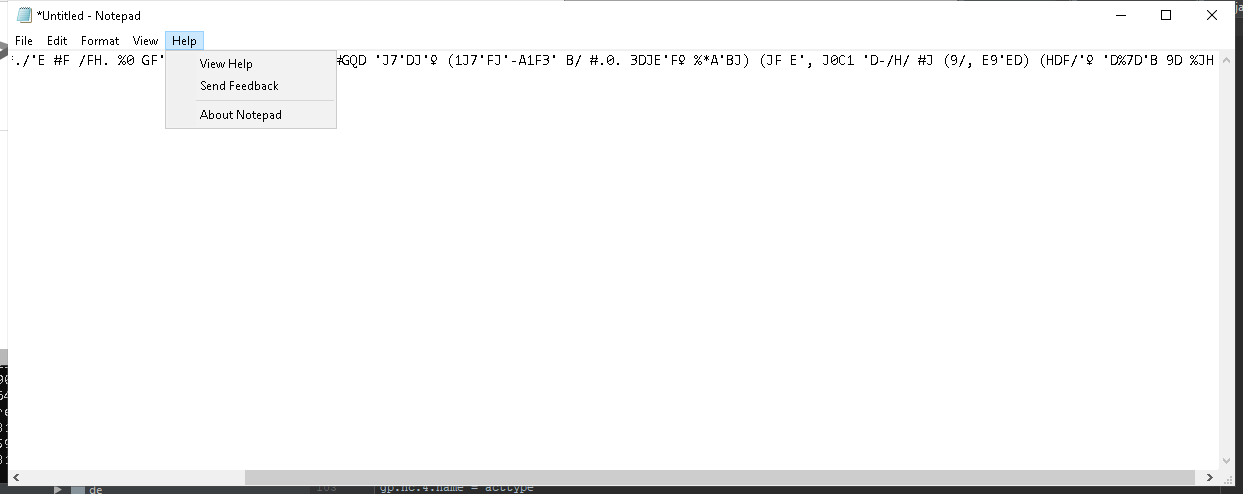 *Untitled - Notepad
File Edit Format View Help
./'E #F /FH. %0 GF' #GQD 'J7'DJ'♀ (1J7'FJ'-A1F3' B/ #.0. 3DJE'F♀ %*A'BJ) (JF E', J0C1 'D-/H/ #J (9/, E9'ED) (HDF/'♀ 'D%7D'B 9D %JH
View Help
Send Feedback
About Notepad
de
gp.nc.4.name = acttype